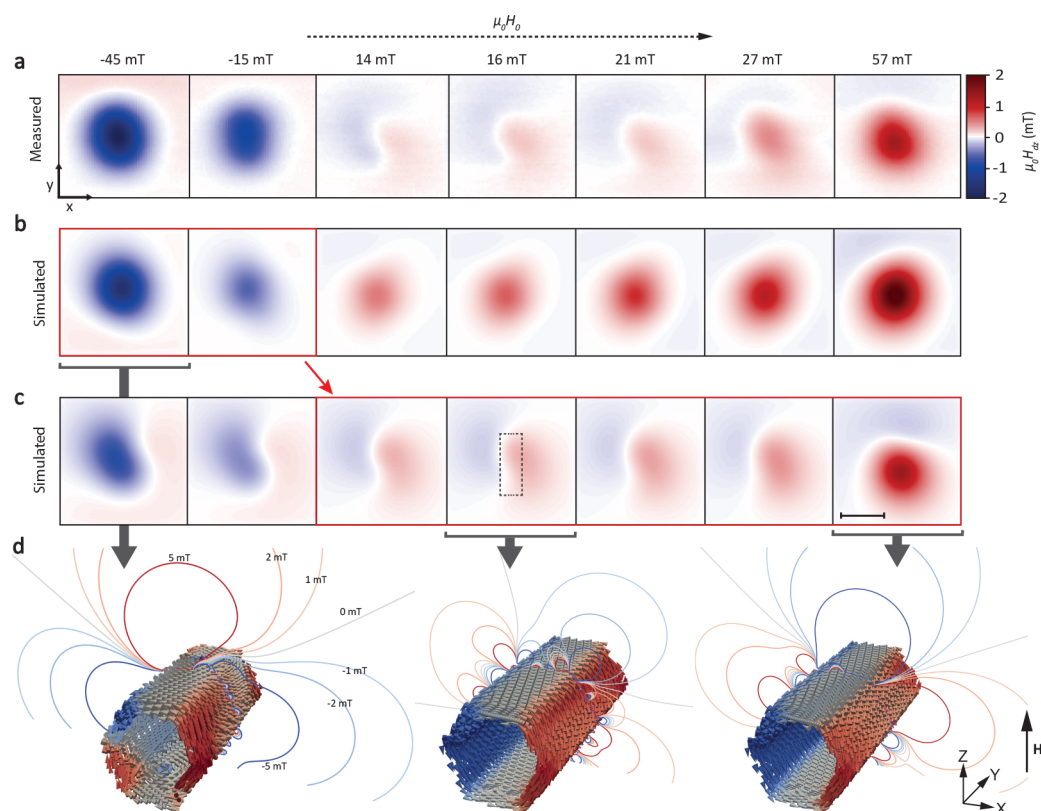 μ₀H₀
-45 mT -15 mT 14 mT 16 mT 21 mT 27 mT 57 mT
a
Measured
y
x
2
1
0
-1
-2
μ₀H_dz (mT)
b
Simulated
c
Simulated
d
5 mT
2 mT
1 mT
0 mT
-1 mT
-2 mT
-5 mT
H
Z
Y
X